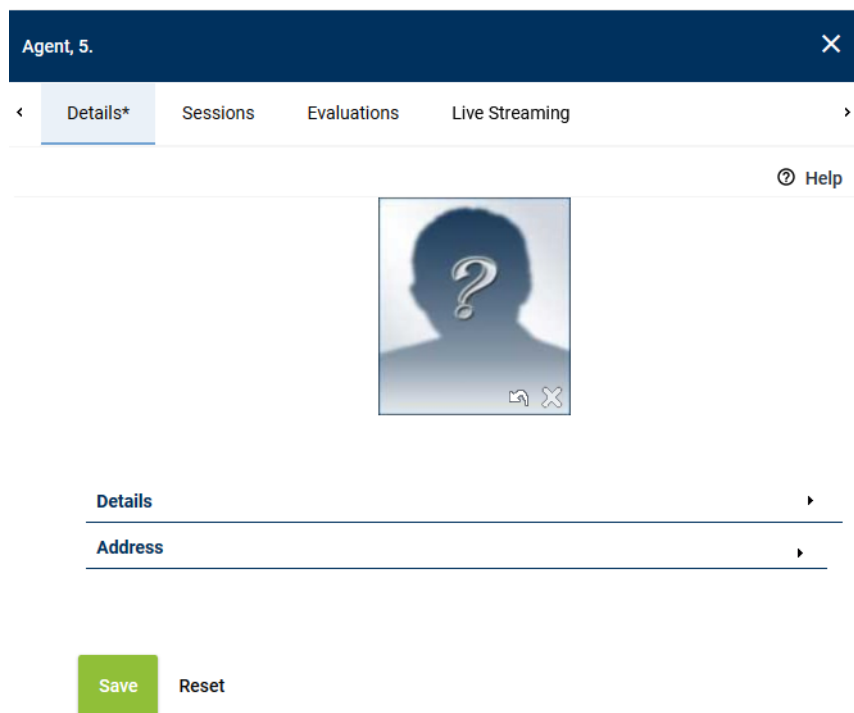 Agent, 5.
Details* Sessions Evaluations Live Streaming
Help
Details
Address
Save Reset